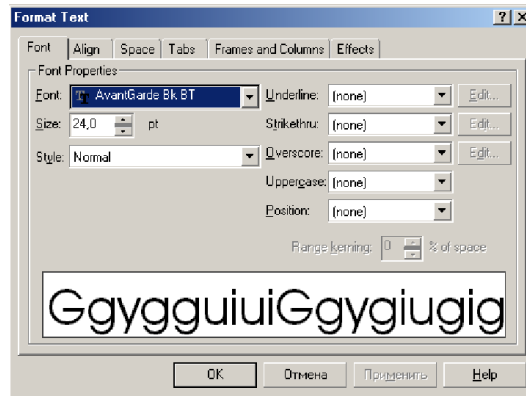 Format Text
Font Align Space Tabs Frames and Columns Effects
Font Properties
Font: AvantGarde Bk BT Underline: (none) Edit...
Size: 24,0 pt Strikethru: (none) Edit...
Style: Normal Overscore: (none) Edit...
Uppercase: (none)
Position: (none)
Range kerning: 0 % of space
GgygguiuiGgygiugig
OK Отмена Применить Help